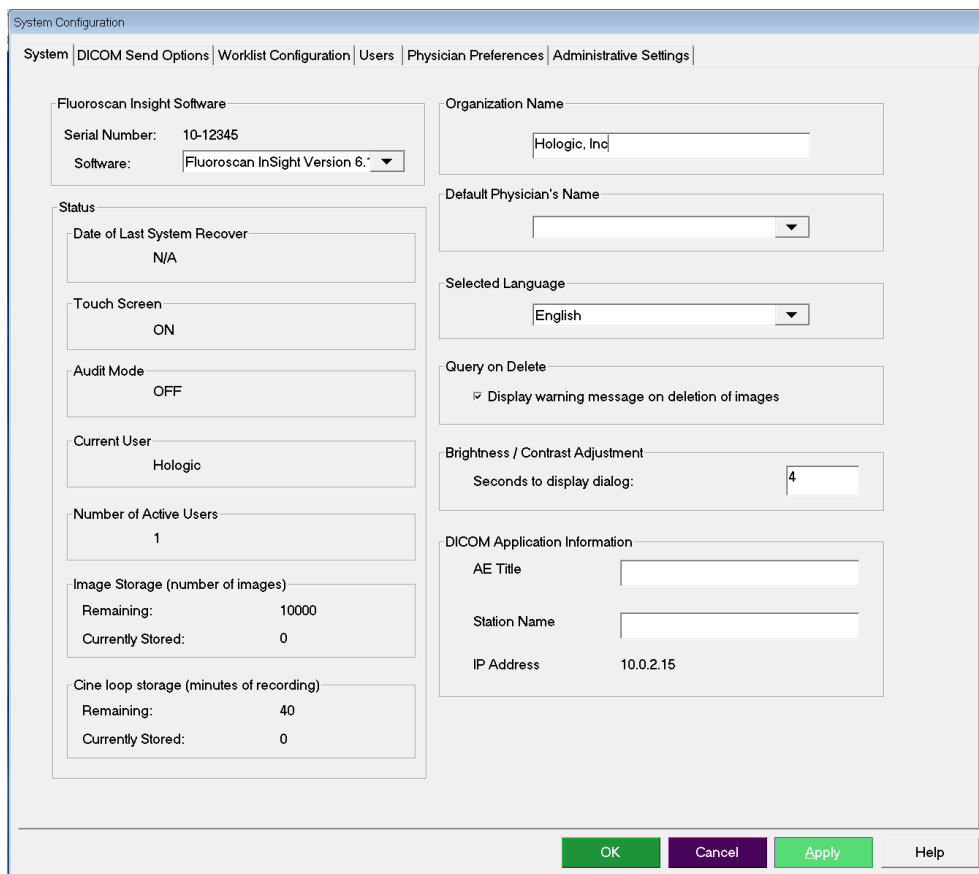 System Configuration
System DICOM Send Options Worklist Configuration Users Physician Preferences Administrative Settings
Fluoroscan Insight Software
Serial Number: 10-12345
Software: Fluoroscan InSight Version 6.1
Status
Date of Last System Recover
N/A
Touch Screen
ON
Audit Mode
OFF
Current User
Hologic
Number of Active Users
1
Image Storage (number of images)
Remaining: 10000
Currently Stored: 0
Cine loop storage (minutes of recording)
Remaining: 40
Currently Stored: 0
Organization Name
Hologic, Inc
Default Physician's Name
Selected Language
English
Query on Delete
Display warning message on deletion of images
Brightness / Contrast Adjustment
Seconds to display dialog: 4
DICOM Application Information
AE Title
Station Name
IP Address 10.0.2.15
OK Cancel Apply Help